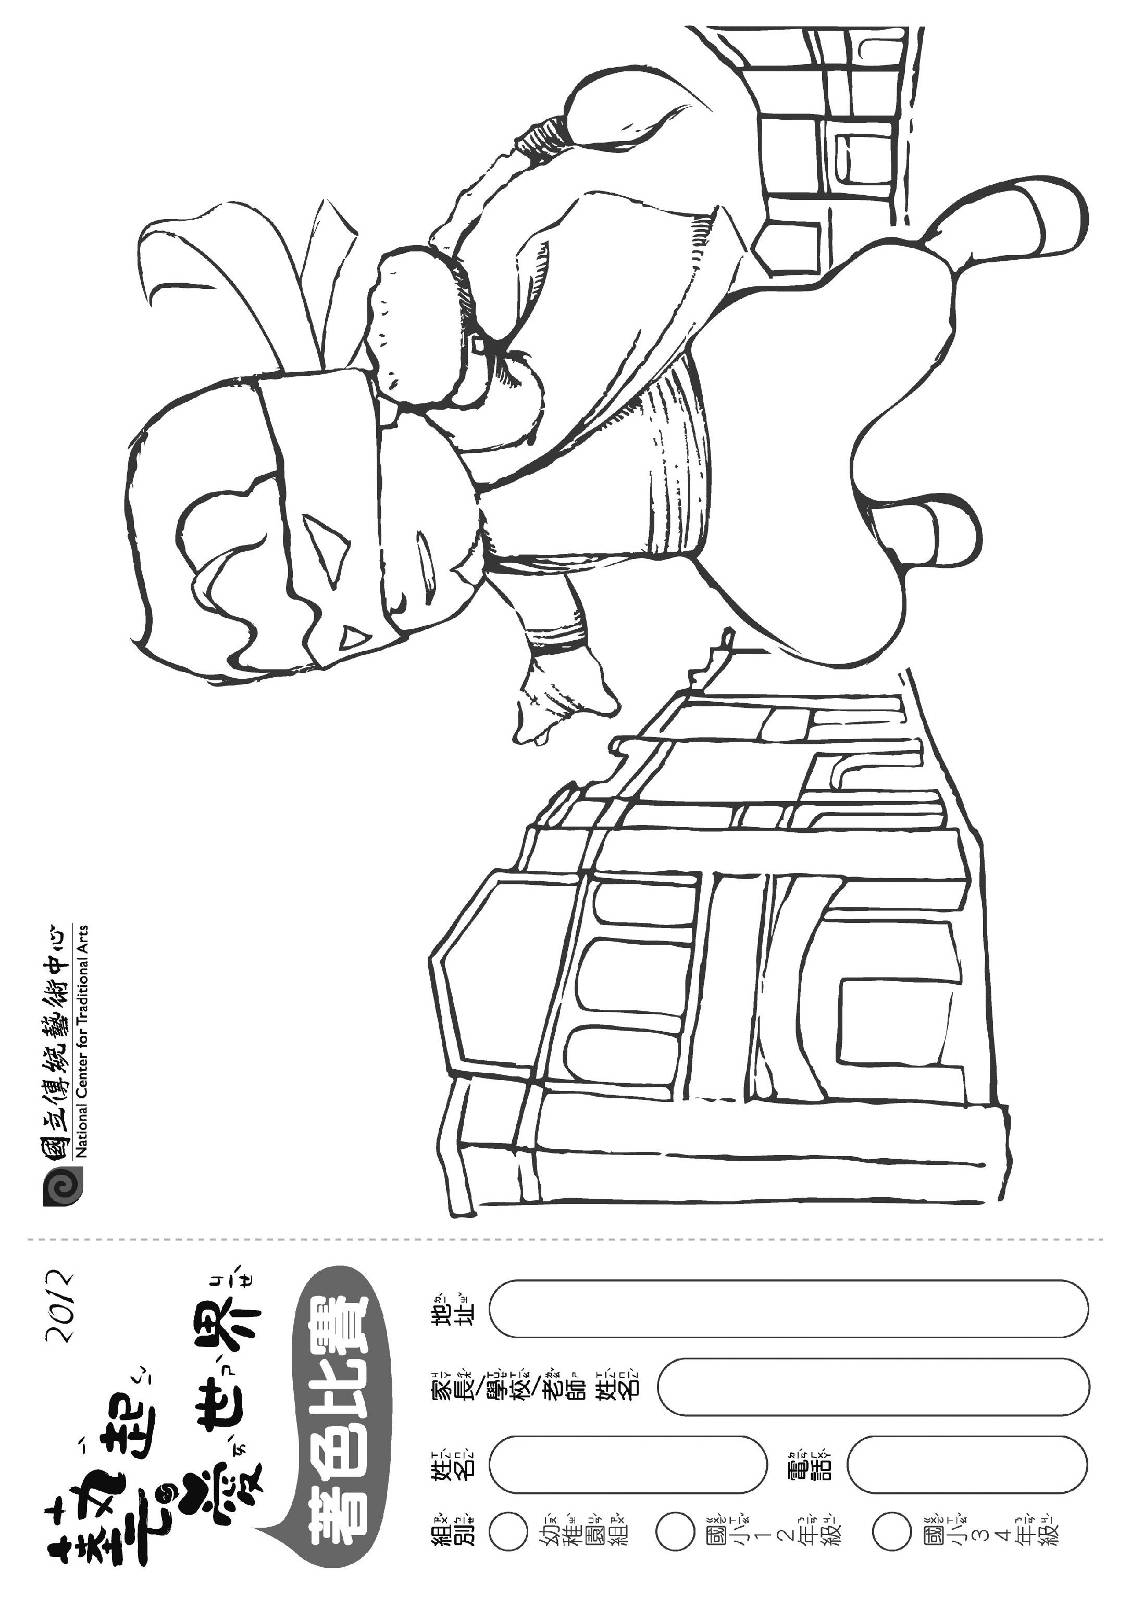 藝起 2012
愛世界
著色比賽
組別
幼稚園組
國小12年級
國小34年級
姓名
電話
家長/學校/老師 姓名
地址
國立傳統藝術中心
National Center for Traditional Arts